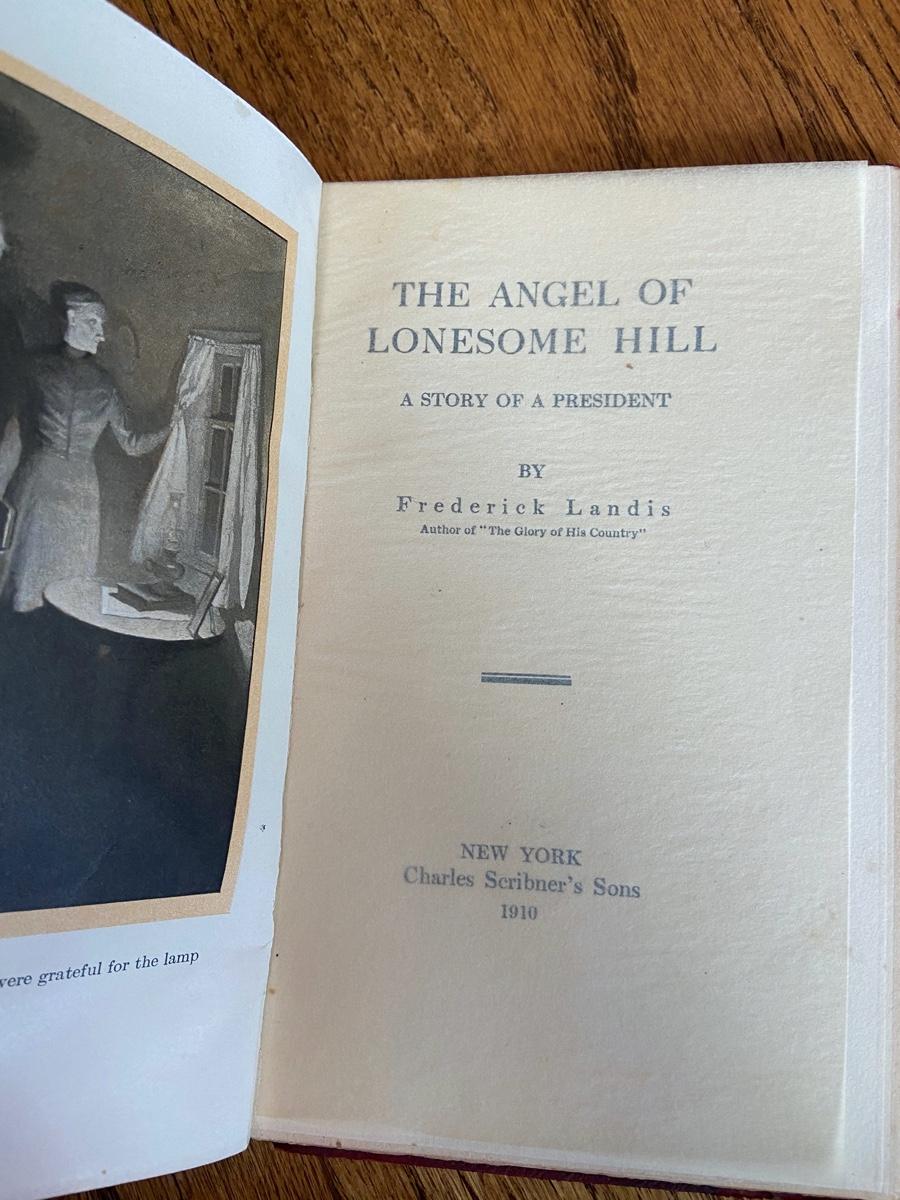 were grateful for the lamp
THE ANGEL OF
LONESOME HILL
A STORY OF A PRESIDENT
BY
Frederick Landis
Author of "The Glory of His Country"
NEW YORK
Charles Scribner's Sons
1910